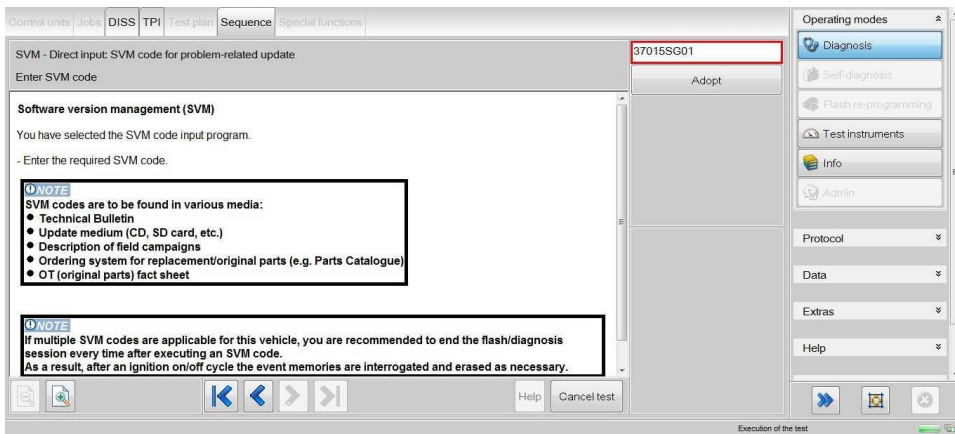 Control units Jobs DISS TPI Test plan Sequence Special functions
SVM - Direct input: SVM code for problem-related update
Enter SVM code
37015SG01
Adopt
Software version management (SVM)
You have selected the SVM code input program.
- Enter the required SVM code.
NOTE
SVM codes are to be found in various media:
● Technical Bulletin
● Update medium (CD, SD card, etc.)
● Description of field campaigns
● Ordering system for replacement/original parts (e.g. Parts Catalogue)
● OT (original parts) fact sheet
NOTE
If multiple SVM codes are applicable for this vehicle, you are recommended to end the flash/diagnosis
session every time after executing an SVM code.
As a result, after an ignition on/off cycle the event memories are interrogated and erased as necessary.
Help
Cancel test
Operating modes
Diagnosis
Self-diagnosis
Flash re-programming
Test instruments
Info
Admin
Protocol
Data
Extras
Help
Execution of the test